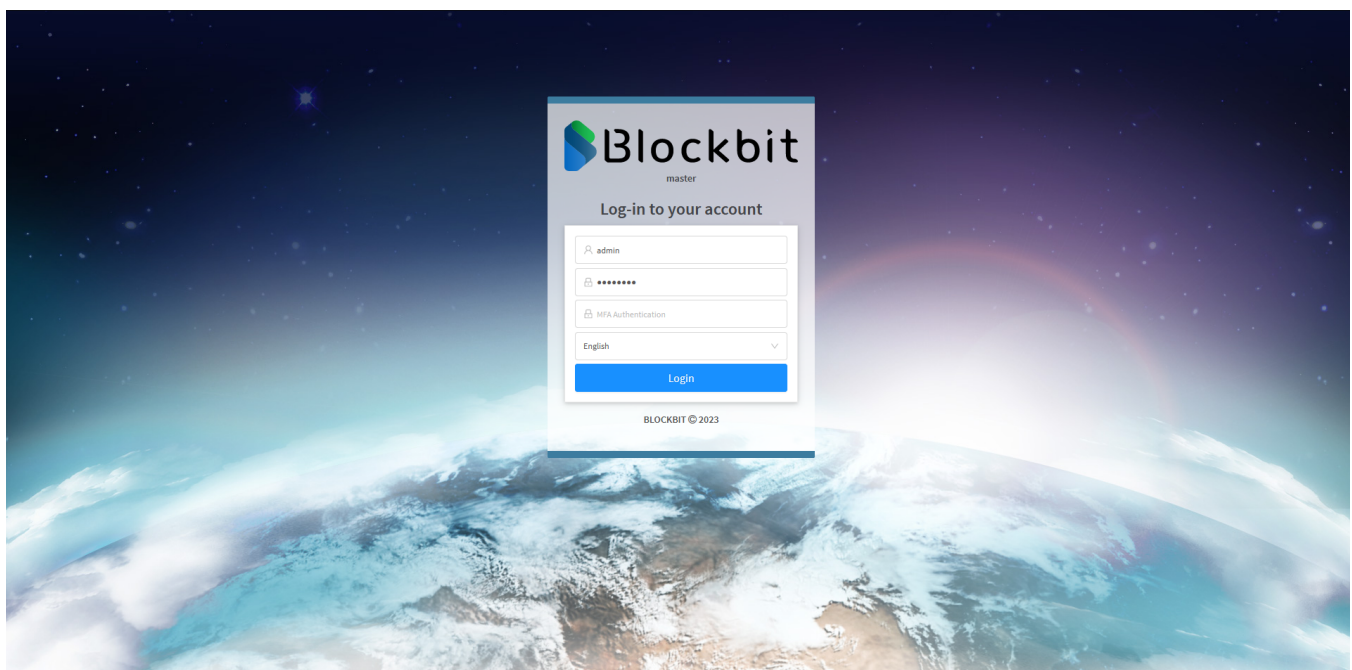 Blockbit
master
Log-in to your account
admin
••••••••
MFA Authentication
English
Login
BLOCKBIT © 2023